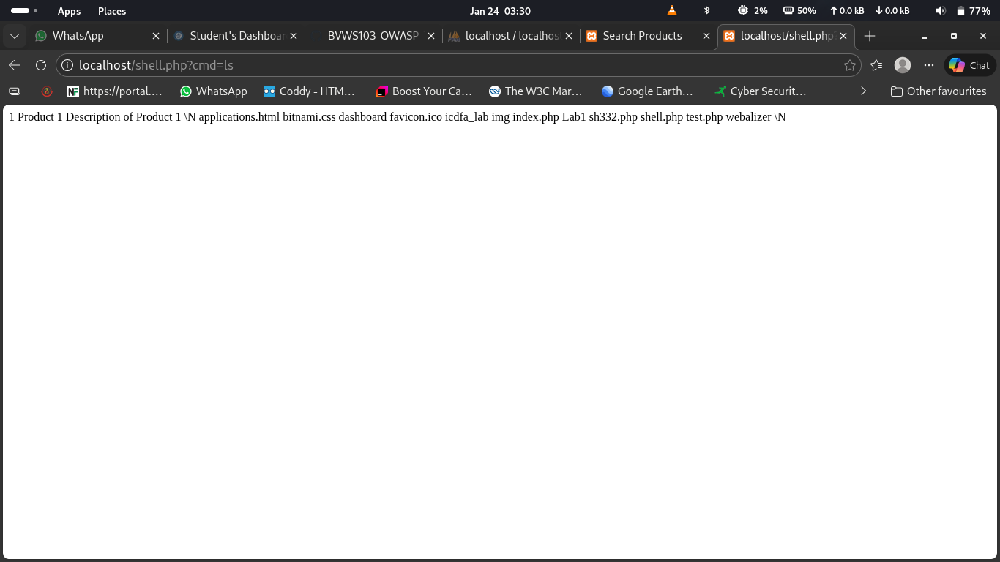 Apps Places Jan 24 03:30 2% 50% 0.0 kB 0.0 kB 77%
WhatsApp Student's Dashboar BVWS103-OWASP- localhost / localhost Search Products localhost/shell.php?
localhost/shell.php?cmd=ls Chat
https://portal.... WhatsApp Coddy - HTM... Boost Your Ca... The W3C Mar... Google Earth... Cyber Securit... Other favourites
1 Product 1 Description of Product 1 \N applications.html bitnami.css dashboard favicon.ico icdfa_lab img index.php Lab1 sh332.php shell.php test.php webalizer \N